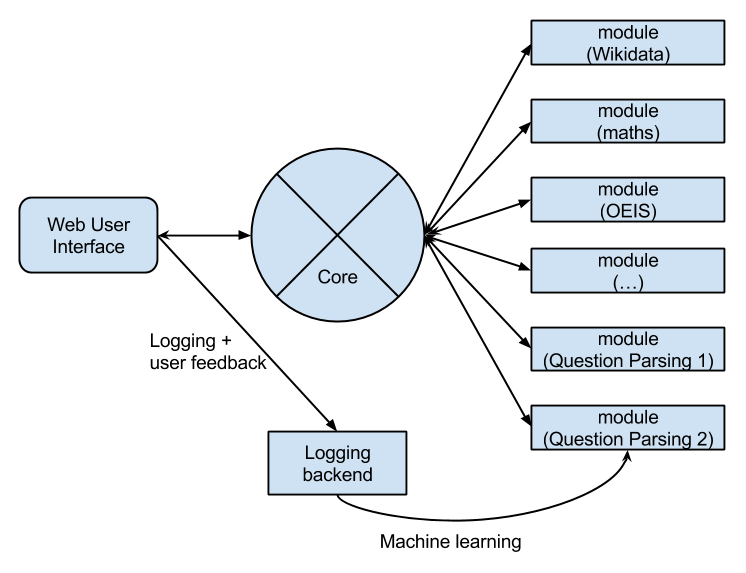 module
(Wikidata)
module
(maths)
module
(OEIS)
module
(...)
module
(Question Parsing 1)
module
(Question Parsing 2)
Web User
Interface
Core
Logging +
user feedback
Logging
backend
Machine learning